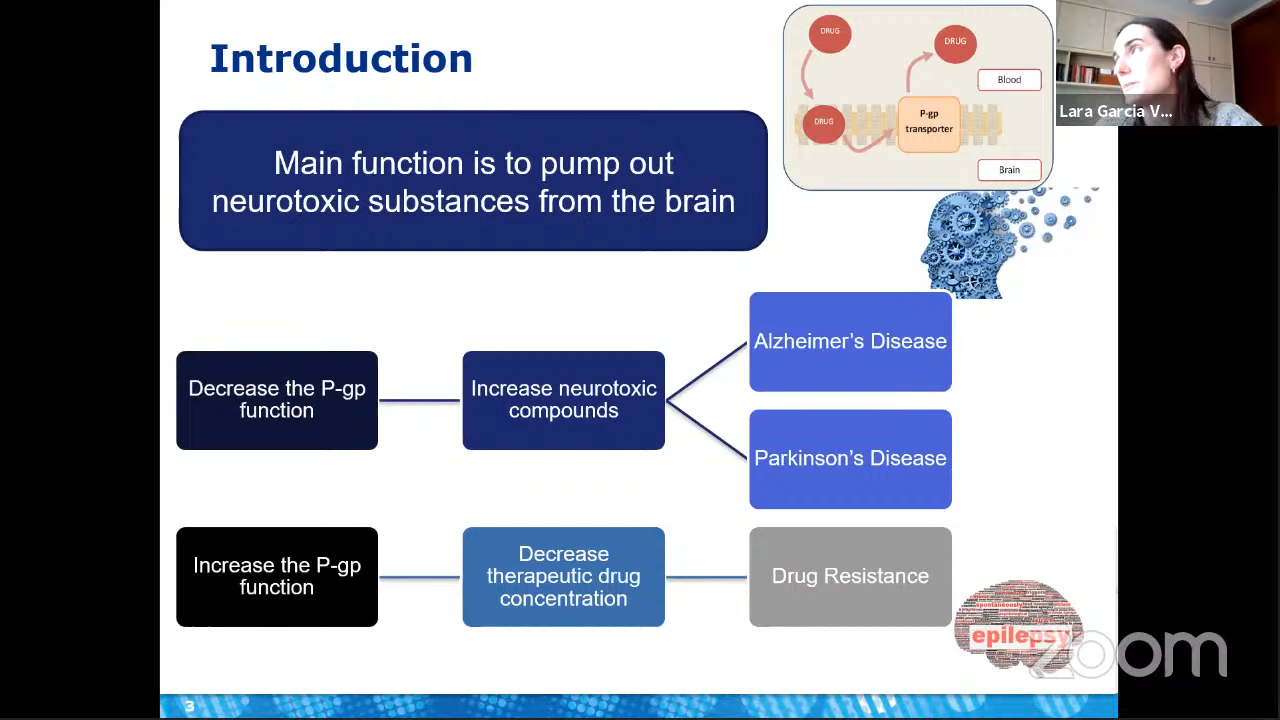 Introduction
DRUG
DRUG
Blood
Lara Garcia V...
DRUG
P-gp
transporter
Brain
Main function is to pump out
neurotoxic substances from the brain
Alzheimer's Disease
Decrease the P-gp
function
Increase neurotoxic
compounds
Parkinson's Disease
Increase the P-gp
function
Decrease
therapeutic drug
concentration
Drug Resistance
spontaneously
epilepsy
zoom
3